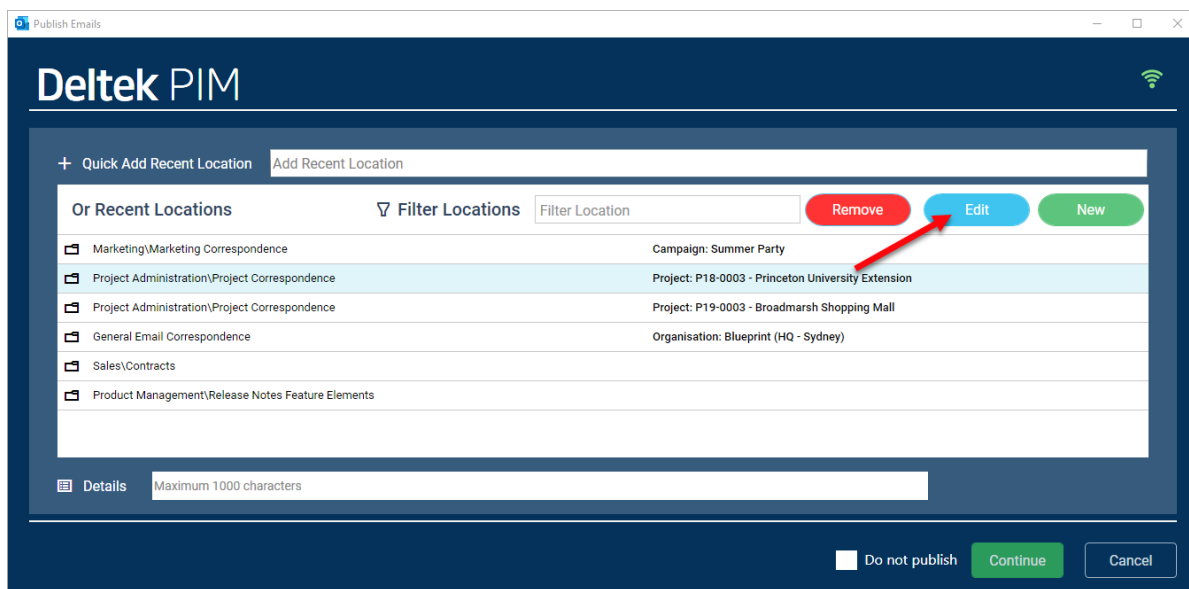 Publish Emails
Deltek PIM
Quick Add Recent Location Add Recent Location
Or Recent Locations Filter Locations Filter Location Remove Edit New
Marketing\Marketing Correspondence Campaign: Summer Party
Project Administration\Project Correspondence Project: P18-0003 - Princeton University Extension
Project Administration\Project Correspondence Project: P19-0003 - Broadmarsh Shopping Mall
General Email Correspondence Organisation: Blueprint (HQ - Sydney)
Sales\Contracts
Product Management\Release Notes Feature Elements
Details Maximum 1000 characters
Do not publish Continue Cancel